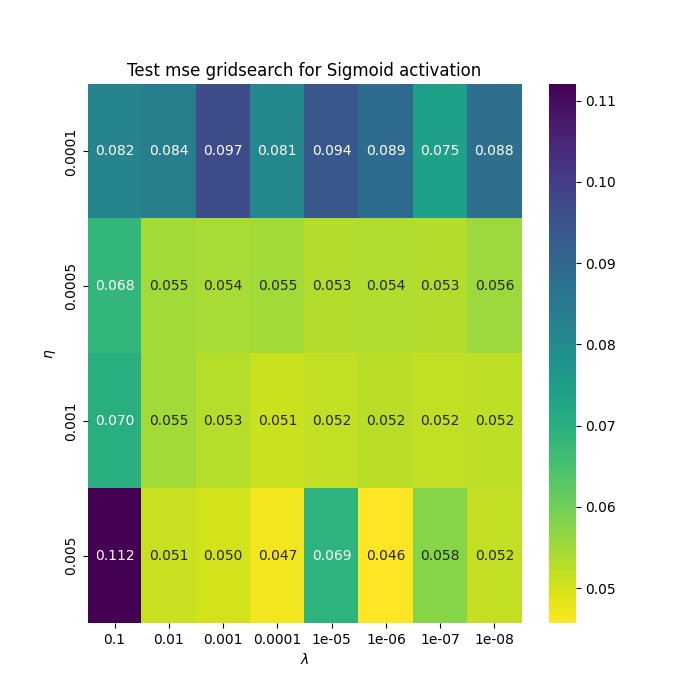 Test mse gridsearch for Sigmoid activation
0.0001 0.082 0.084 0.097 0.081 0.094 0.089 0.075 0.088
0.0005 0.068 0.055 0.054 0.055 0.053 0.054 0.053 0.056
η
0.001 0.070 0.055 0.053 0.051 0.052 0.052 0.052 0.052
0.005 0.112 0.051 0.050 0.047 0.069 0.046 0.058 0.052
0.1 0.01 0.001 0.0001 1e-05 1e-06 1e-07 1e-08
λ
0.11
0.10
0.09
0.08
0.07
0.06
0.05